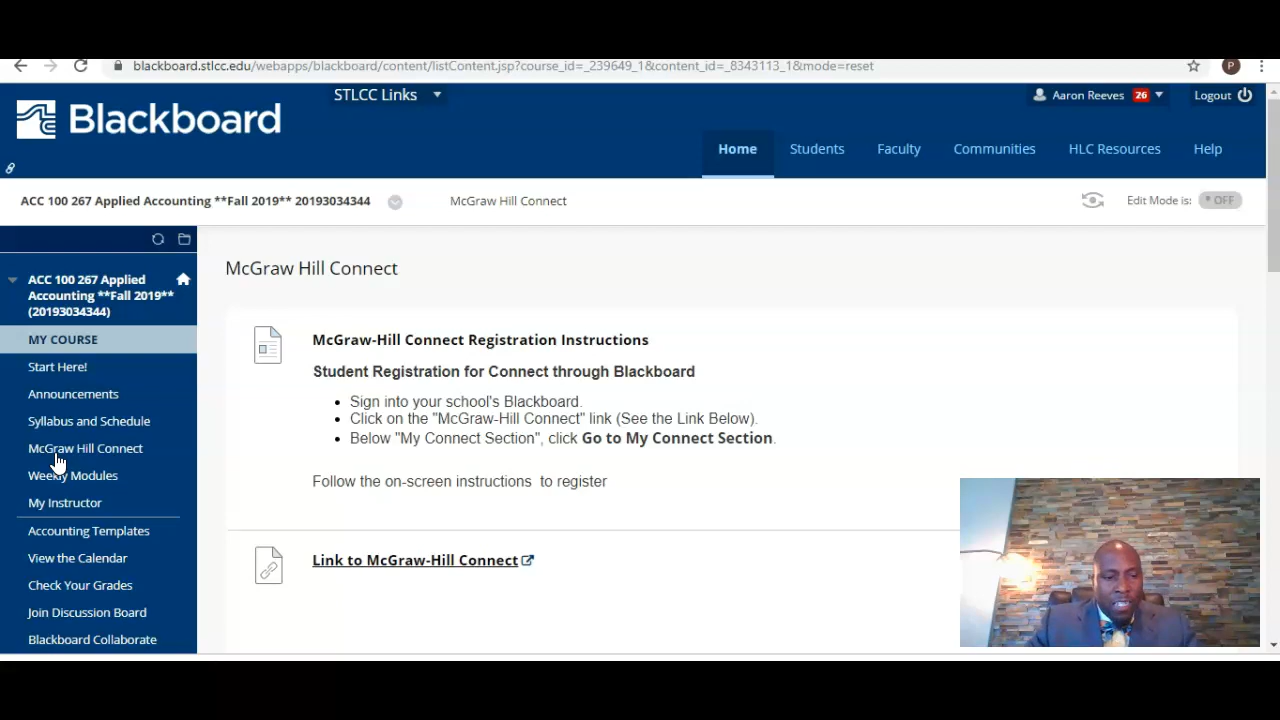 blackboard.stlcc.edu/webapps/blackboard/content/listContent.jsp?course_id=_239649_1&content_id=_8343113_1&mode=reset
P
STLCC Links
Aaron Reeves 26
Logout
Blackboard
Home
Students
Faculty
Communities
HLC Resources
Help
ACC 100 267 Applied Accounting **Fall 2019** 20193034344
McGraw Hill Connect
Edit Mode is: OFF
ACC 100 267 Applied
Accounting **Fall 2019**
(20193034344)
MY COURSE
Start Here!
Announcements
Syllabus and Schedule
McGraw Hill Connect
Weekly Modules
My Instructor
Accounting Templates
View the Calendar
Check Your Grades
Join Discussion Board
Blackboard Collaborate
McGraw Hill Connect
McGraw-Hill Connect Registration Instructions
Student Registration for Connect through Blackboard
• Sign into your school's Blackboard.
• Click on the "McGraw-Hill Connect" link (See the Link Below).
• Below "My Connect Section", click Go to My Connect Section.
Follow the on-screen instructions to register
Link to McGraw-Hill Connect